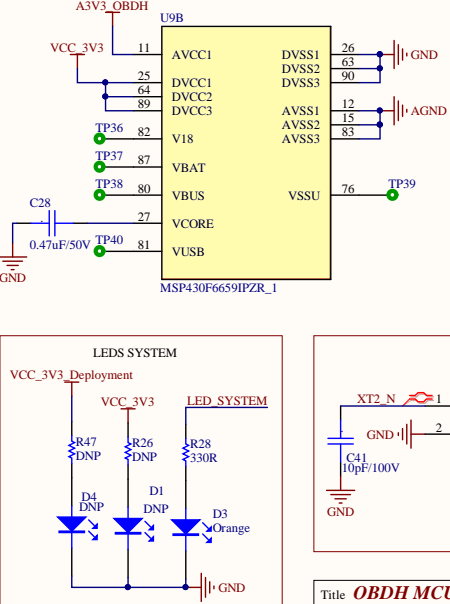 A3V3_OBDH
U9B
VCC_3V3
11 AVCC1 DVSS1 26 GND
DVSS2 63
25 DVCC1 DVSS3 90
64 DVCC2
89 DVCC3 AVSS1 12 AGND
AVSS2 15
TP36 82 V18 AVSS3 83
TP37 87 VBAT
TP38 80 VBUS VSSU 76 TP39
C28 27 VCORE
0.47uF/50V
TP40 81 VUSB
GND
MSP430F6659IPZR_1
LEDS SYSTEM
VCC_3V3_Deployment
VCC_3V3 LED_SYSTEM
R47 R26 R28
DNP DNP 330R
D4 D1 D3
DNP DNP Orange
GND
XT2_N 1
GND 2
C41
10pF/100V
GND
Title OBDH MCU